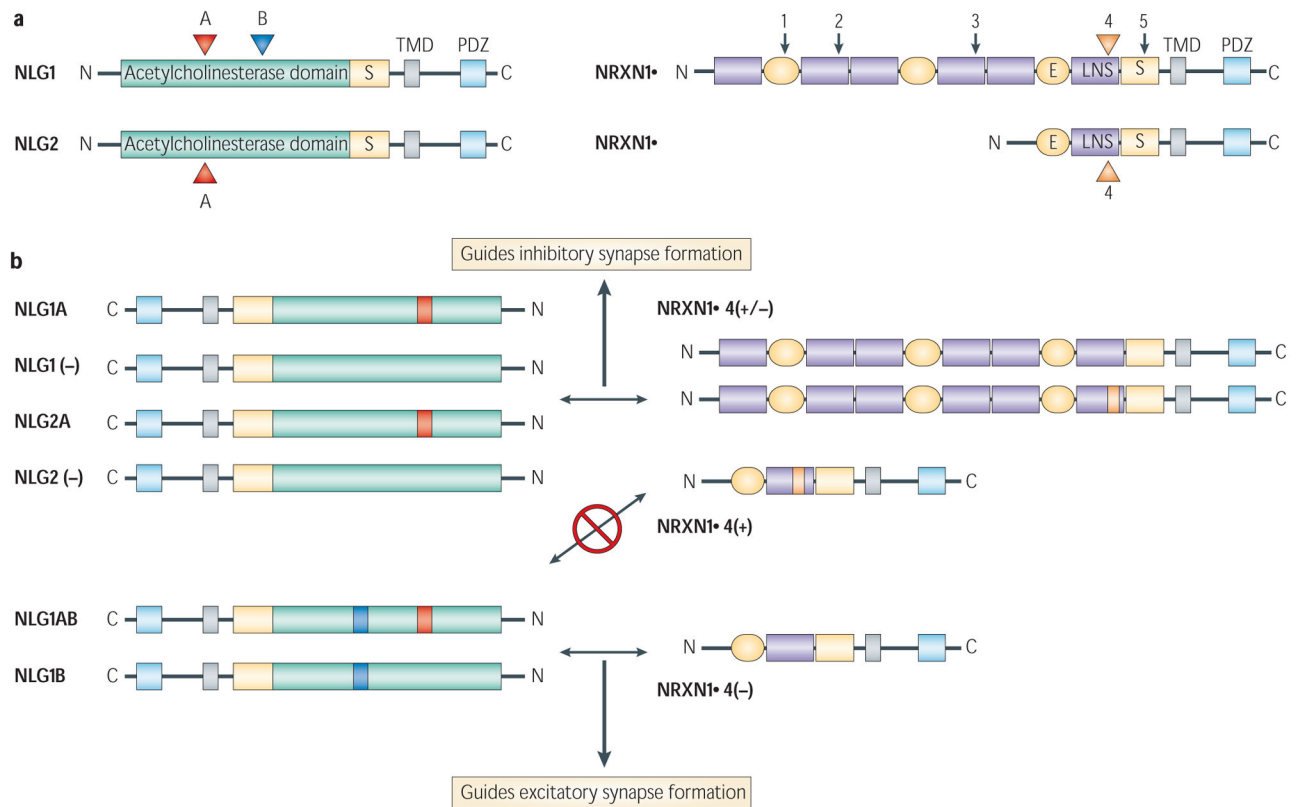 a
A B
TMD PDZ
NLG1 N Acetylcholinesterase domain S C
NLG2 N Acetylcholinesterase domain S C
A
1 2 3 4 5
TMD PDZ
NRXN1• N E LNS S C
NRXN1• N E LNS S C
4
b
Guides inhibitory synapse formation
NLG1A C N
NLG1 (–) C N
NLG2A C N
NLG2 (–) C N
NRXN1• 4(+/–)
N C
N C
N C
NRXN1• 4(+)
NLG1AB C N
NLG1B C N
N C
NRXN1• 4(–)
Guides excitatory synapse formation